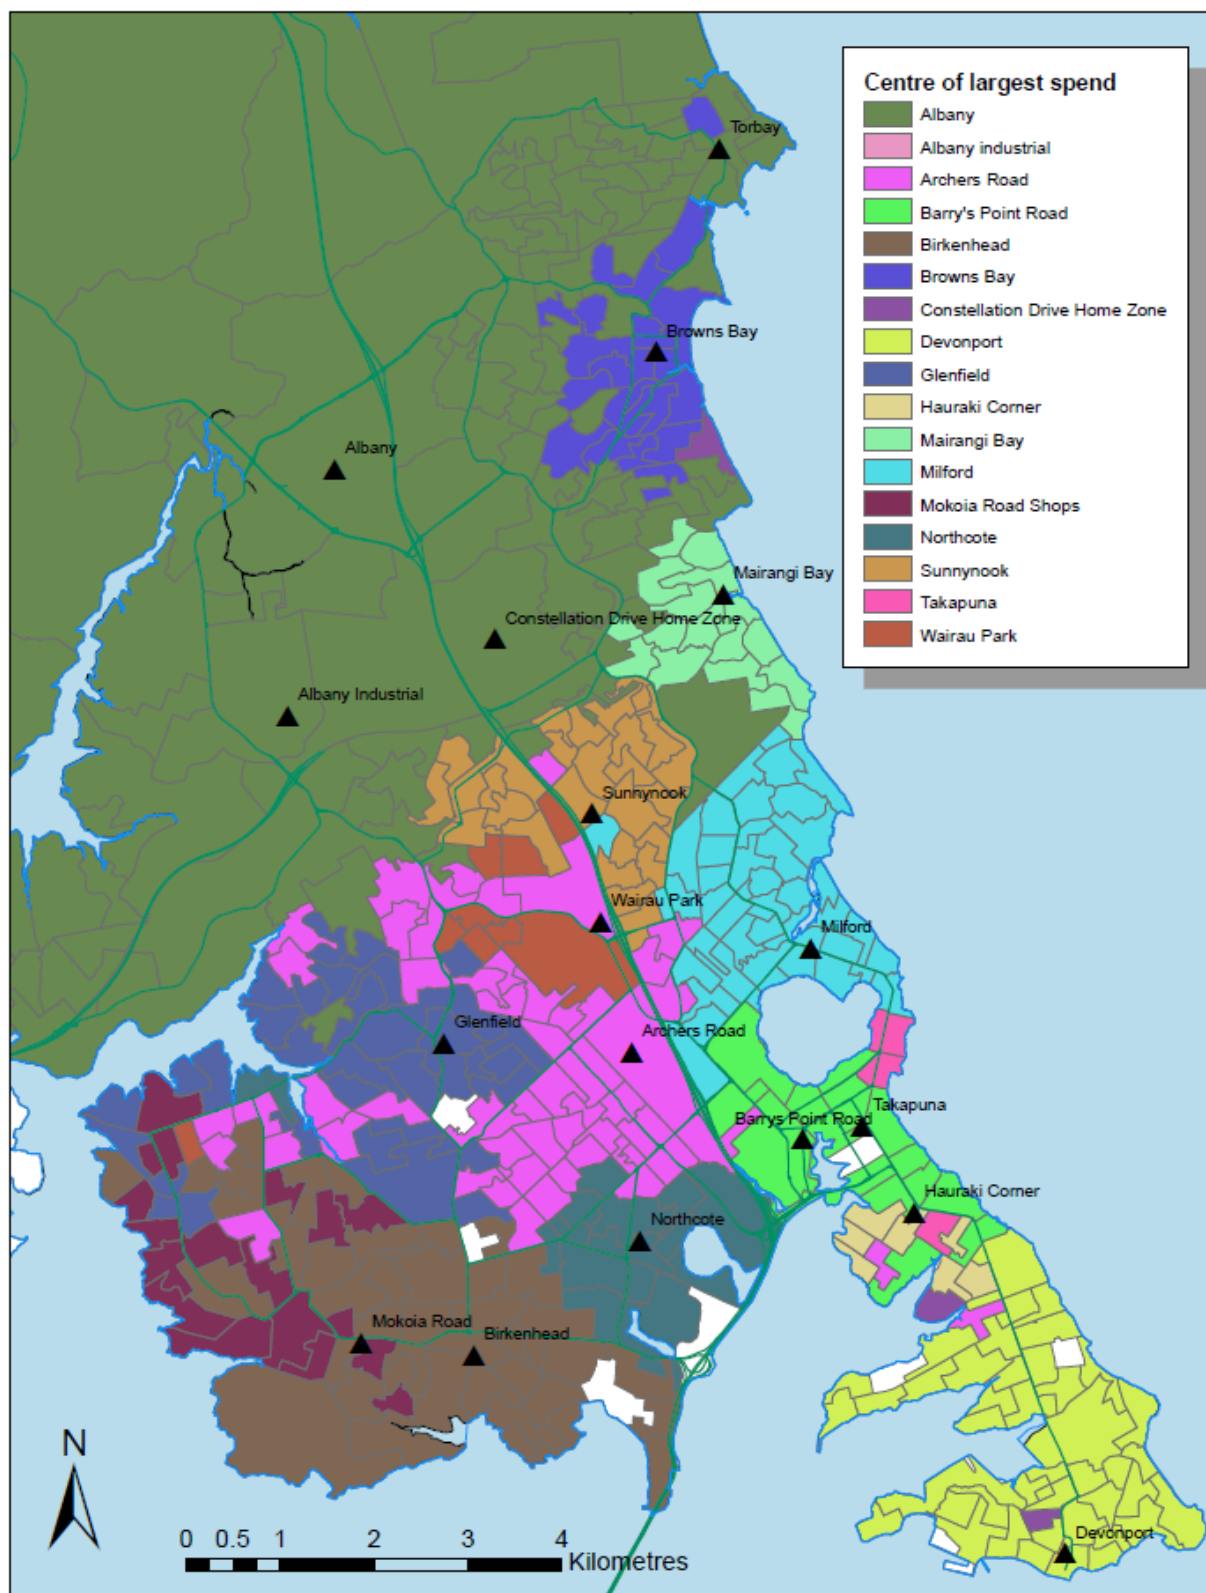 Centre of largest spend
Albany
Albany industrial
Archers Road
Barry's Point Road
Birkenhead
Browns Bay
Constellation Drive Home Zone
Devonport
Glenfield
Hauraki Corner
Mairangi Bay
Milford
Mokoia Road Shops
Northcote
Sunnynook
Takapuna
Wairau Park
Torbay
Browns Bay
Albany
Mairangi Bay
Constellation Drive Home Zone
Albany Industrial
Sunnynook
Wairau Park
Milford
Glenfield
Archers Road
Takapuna
Barrys Point Road
Hauraki Corner
Northcote
Mokoia Road
Birkenhead
Devonport
N
0 0.5 1 2 3 4
Kilometres